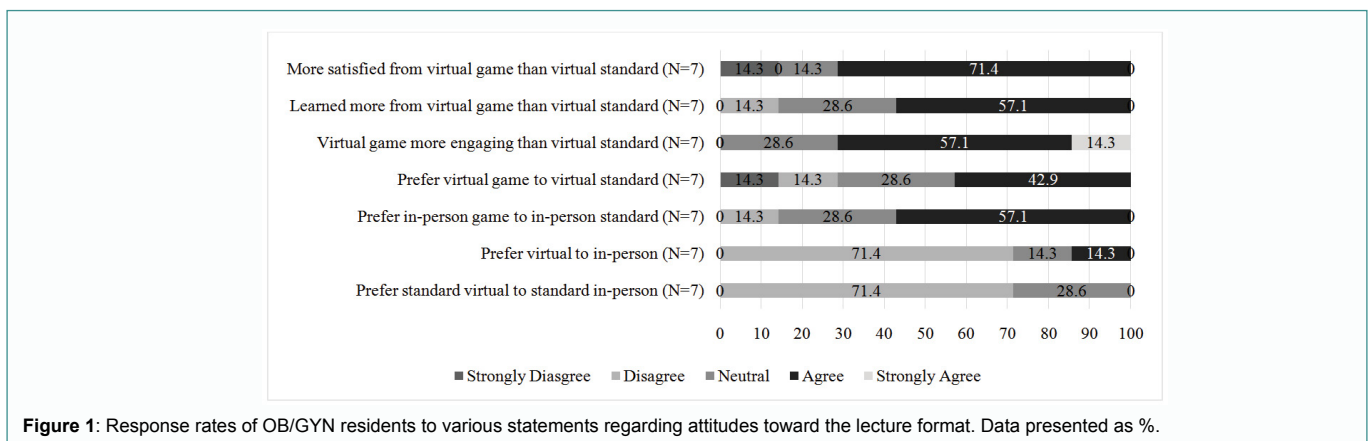 More satisfied from virtual game than virtual standard (N=7) 14.3 0 14.3 71.4 0
Learned more from virtual game than virtual standard (N=7) 0 14.3 28.6 57.1 0
Virtual game more engaging than virtual standard (N=7) 0 28.6 57.1 14.3
Prefer virtual game to virtual standard (N=7) 14.3 14.3 28.6 42.9
Prefer in-person game to in-person standard (N=7) 0 14.3 28.6 57.1 0
Prefer virtual to in-person (N=7) 0 71.4 14.3 14.3 0
Prefer standard virtual to standard in-person (N=7) 0 71.4 28.6 0
0 10 20 30 40 50 60 70 80 90 100
Strongly Diasgree Disagree Neutral Agree Strongly Agree
Figure 1: Response rates of OB/GYN residents to various statements regarding attitudes toward the lecture format. Data presented as %.